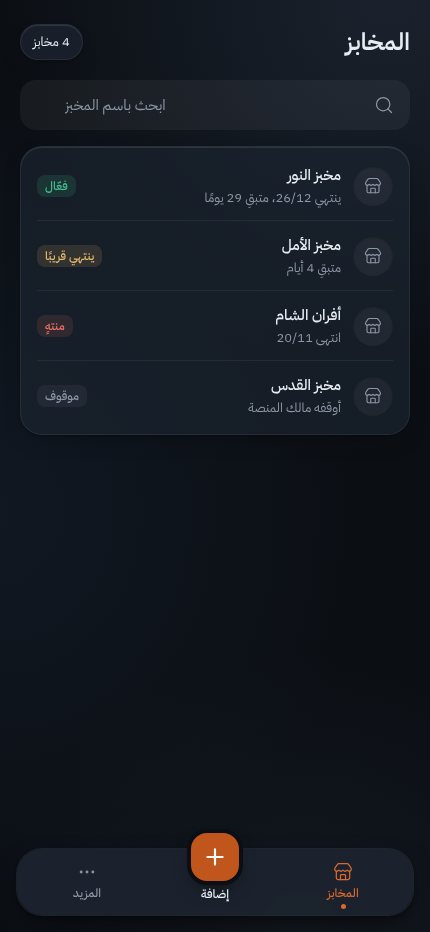 المخابز
4 مخابز
ابحث باسم المخبز
مخبز النور
ينتهي 26/12، متبقٍ 29 يومًا
فعّال
مخبز الأمل
متبقٍ 4 أيام
ينتهي قريبًا
أفران الشام
انتهى 20/11
منتهٍ
مخبز القدس
أوقفه مالك المنصة
موقوف
المخابز
إضافة
المزيد